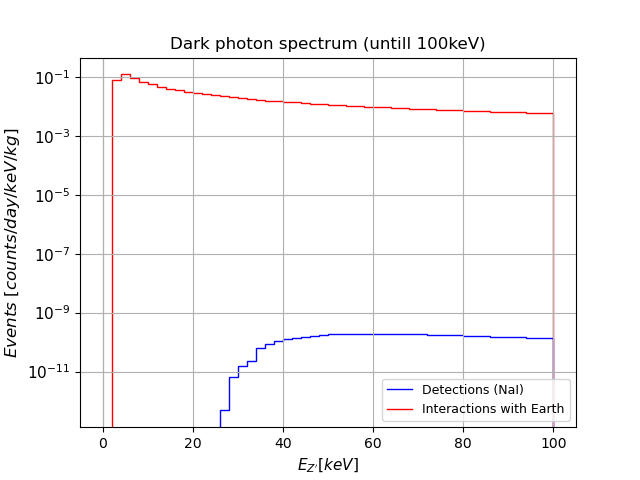 Dark photon spectrum (untill 100keV)
Events [counts/day/keV/kg]
10⁻¹
10⁻³
10⁻⁵
10⁻⁷
10⁻⁹
10⁻¹¹
Detections (NaI)
Interactions with Earth
0 20 40 60 80 100
E_Z'[keV]